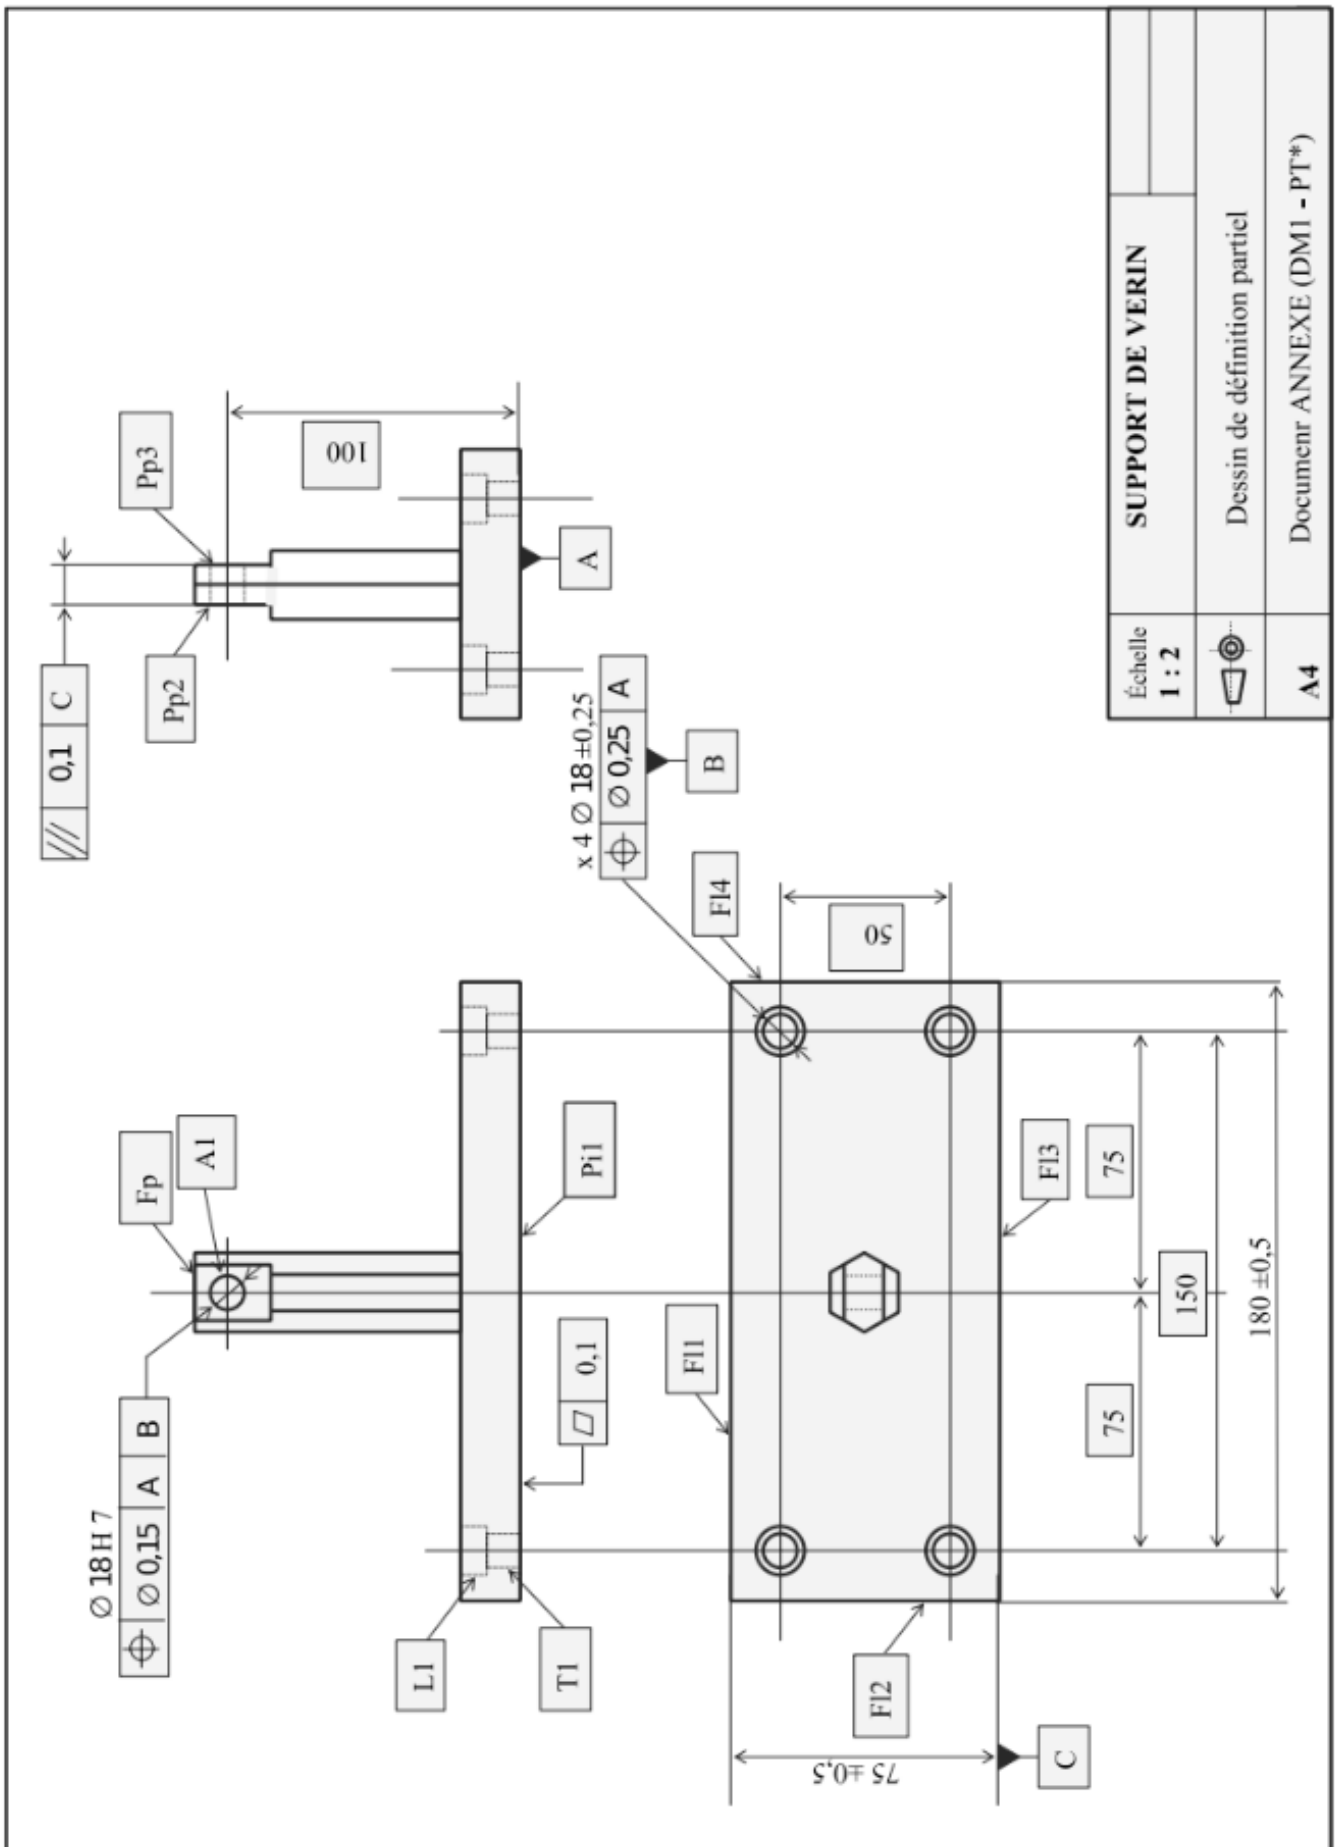 // 0,1 C
Pp2
Pp3
100
A
Ø 18 H 7
⌖ Ø 0,15 A B
Fp
A1
L1
T1
⏥ 0,1
Pi1
x 4 Ø 18 ±0,25
⌖ Ø 0,25 A
B
Fl1
Fl4
50
Fl2
Fl3
75 ±0,5
C
75
75
150
180 ±0,5
Échelle
1 : 2
SUPPORT DE VERIN
Dessin de définition partiel
A4
Documenr ANNEXE (DM1 - PT*)